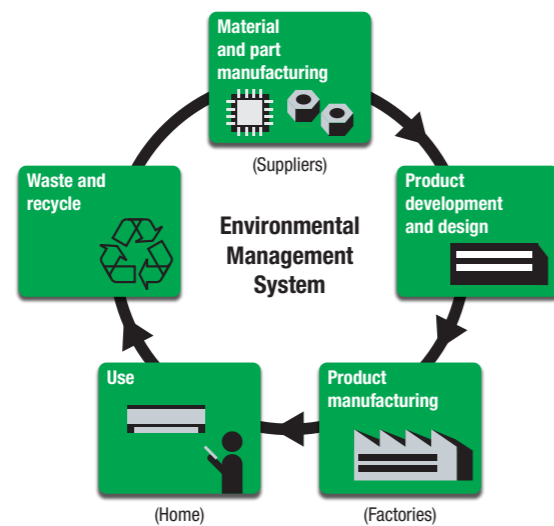 Material
and part
manufacturing
(Suppliers)
Waste and
recycle
Environmental
Management
System
Product
development
and design
Use
(Home)
Product
manufacturing
(Factories)